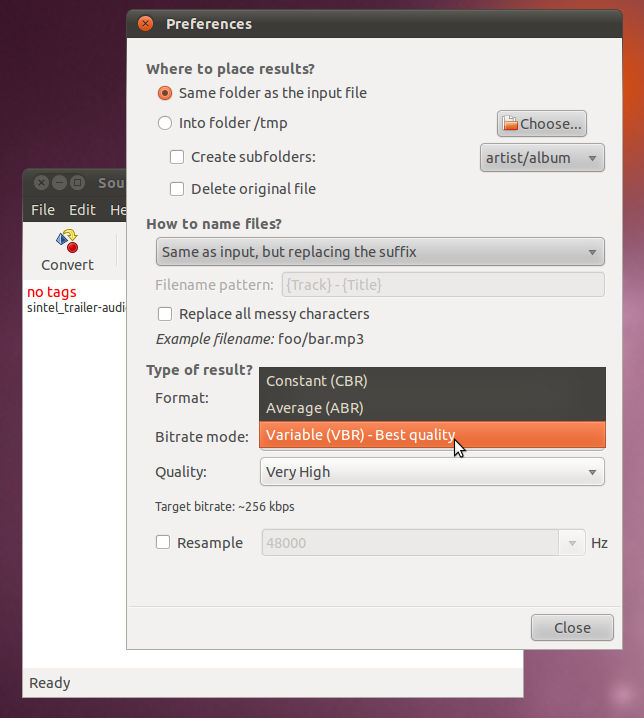 Preferences
Where to place results?
Same folder as the input file
Into folder /tmp
Choose...
Create subfolders:
artist/album
Delete original file
How to name files?
Same as input, but replacing the suffix
Filename pattern:
{Track} - {Title}
Replace all messy characters
Example filename: foo/bar.mp3
Type of result?
Format:
Constant (CBR)
Average (ABR)
Bitrate mode:
Variable (VBR) - Best quality
Quality:
Very High
Target bitrate: ~256 kbps
Resample
48000
Hz
Close
Sou
File Edit He
Convert
no tags
sintel_trailer-audi
Ready